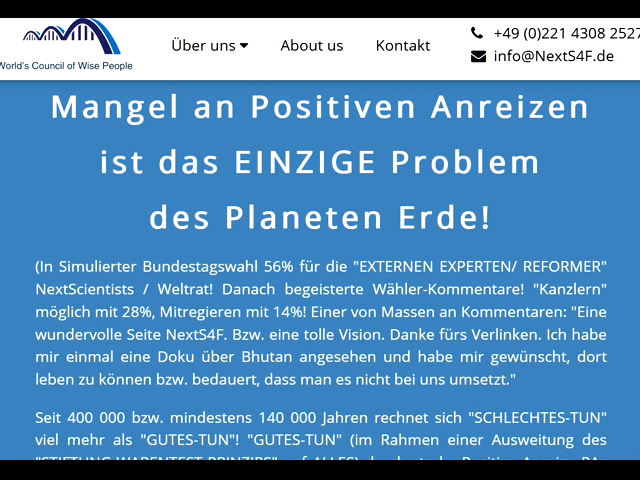 World's Council of Wise People
Über uns
About us
Kontakt
+49 (0)221 4308 2527
info@NextS4F.de
Mangel an Positiven Anreizen
ist das EINZIGE Problem
des Planeten Erde!
(In Simulierter Bundestagswahl 56% für die "EXTERNEN EXPERTEN/ REFORMER"
NextScientists / Weltrat! Danach begeisterte Wähler-Kommentare! "Kanzlern"
möglich mit 28%, Mitregieren mit 14%! Einer von Massen an Kommentaren: "Eine
wundervolle Seite NextS4F. Bzw. eine tolle Vision. Danke fürs Verlinken. Ich habe
mir einmal eine Doku über Bhutan angesehen und habe mir gewünscht, dort
leben zu können bzw. bedauert, dass man es nicht bei uns umsetzt."
Seit 400 000 bzw. mindestens 140 000 Jahren rechnet sich "SCHLECHTES-TUN"
viel mehr als "GUTES-TUN"! "GUTES-TUN" (im Rahmen einer Ausweitung des
"STIFTUNG WARENTEST-PRINZIPS" auf ALLES)